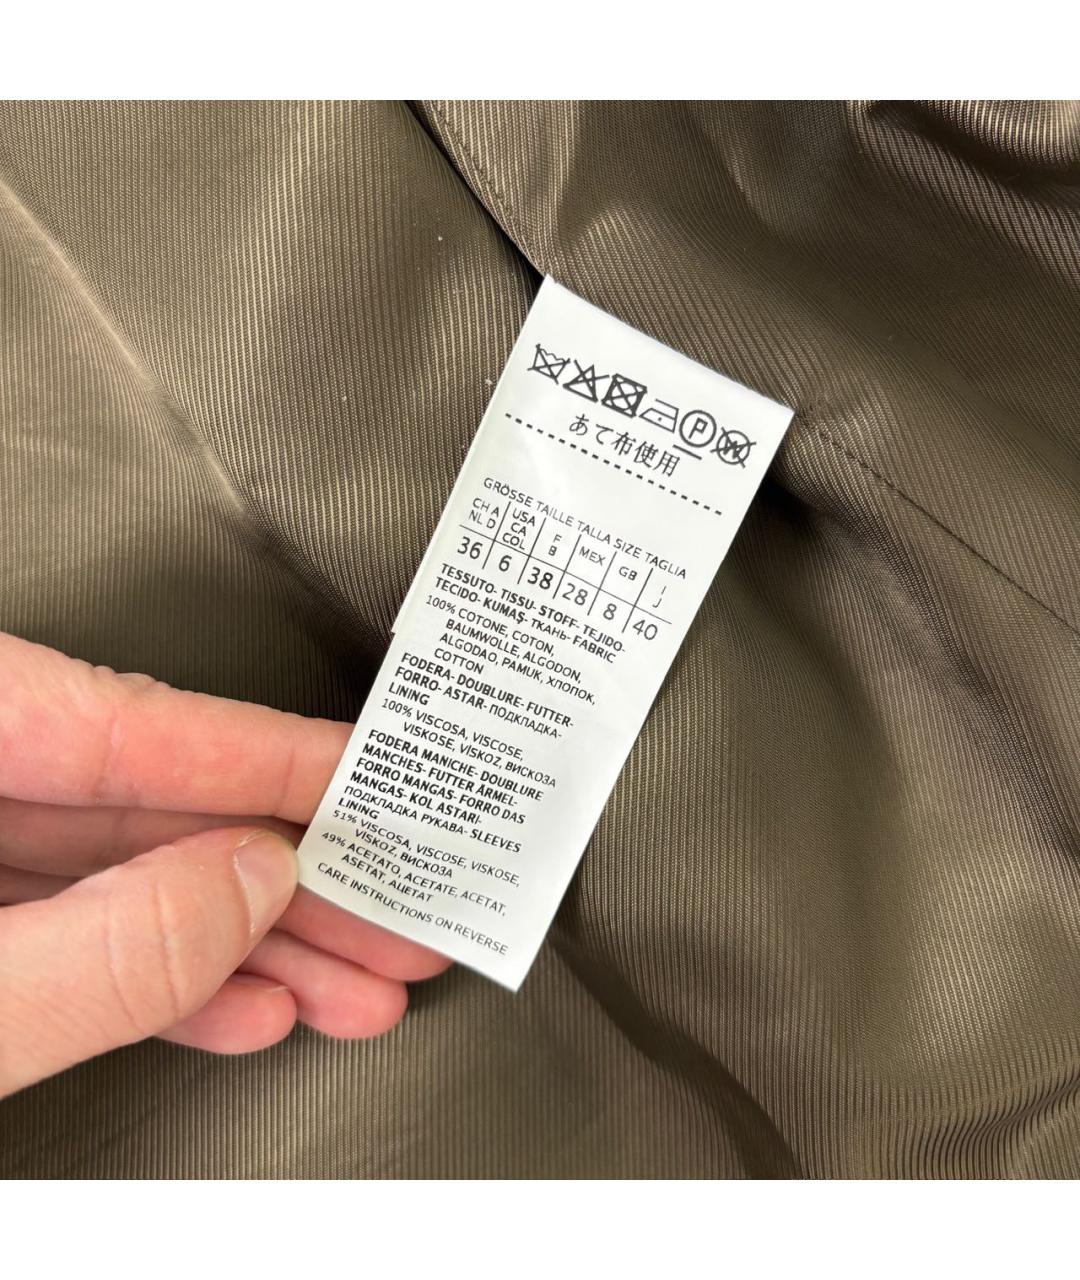 P W
あて布使用
GRÖSSE TAILLE TALLA SIZE TAGLIA
CH A NL D USA CA COL F B MEX GB I J
36 6 38 28 8 40
TESSUTO- TISSU- STOFF- TEJIDO-
TECIDO- KUMAŞ- ТКАНЬ- FABRIC
100% COTONE, COTON,
BAUMWOLLE, ALGODON,
ALGODAO, PAMUK, ХЛОПОК,
COTTON
FODERA- DOUBLURE- FUTTER-
FORRO- ASTAR- ПОДКЛАДКА-
LINING
100% VISCOSA, VISCOSE,
VISKOSE, VISKOZ, ВИСКОЗА
FODERA MANICHE- DOUBLURE
MANCHES- FUTTER ÄRMEL-
FORRO MANGAS- FORRO DAS
MANGAS- KOL ASTARI-
ПОДКЛАДКА РУКАВА- SLEEVES
LINING
51% VISCOSA, VISCOSE, VISKOSE,
VISKOZ, ВИСКОЗА
49% ACETATO, ACETATE, ACETAT,
ASETAT, АЦЕТАТ
CARE INSTRUCTIONS ON REVERSE